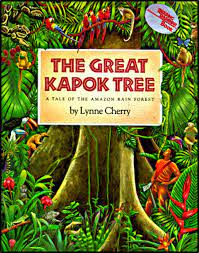 THE GREAT
KAPOK TREE
A TALE OF THE AMAZON RAIN FOREST
by Lynne Cherry